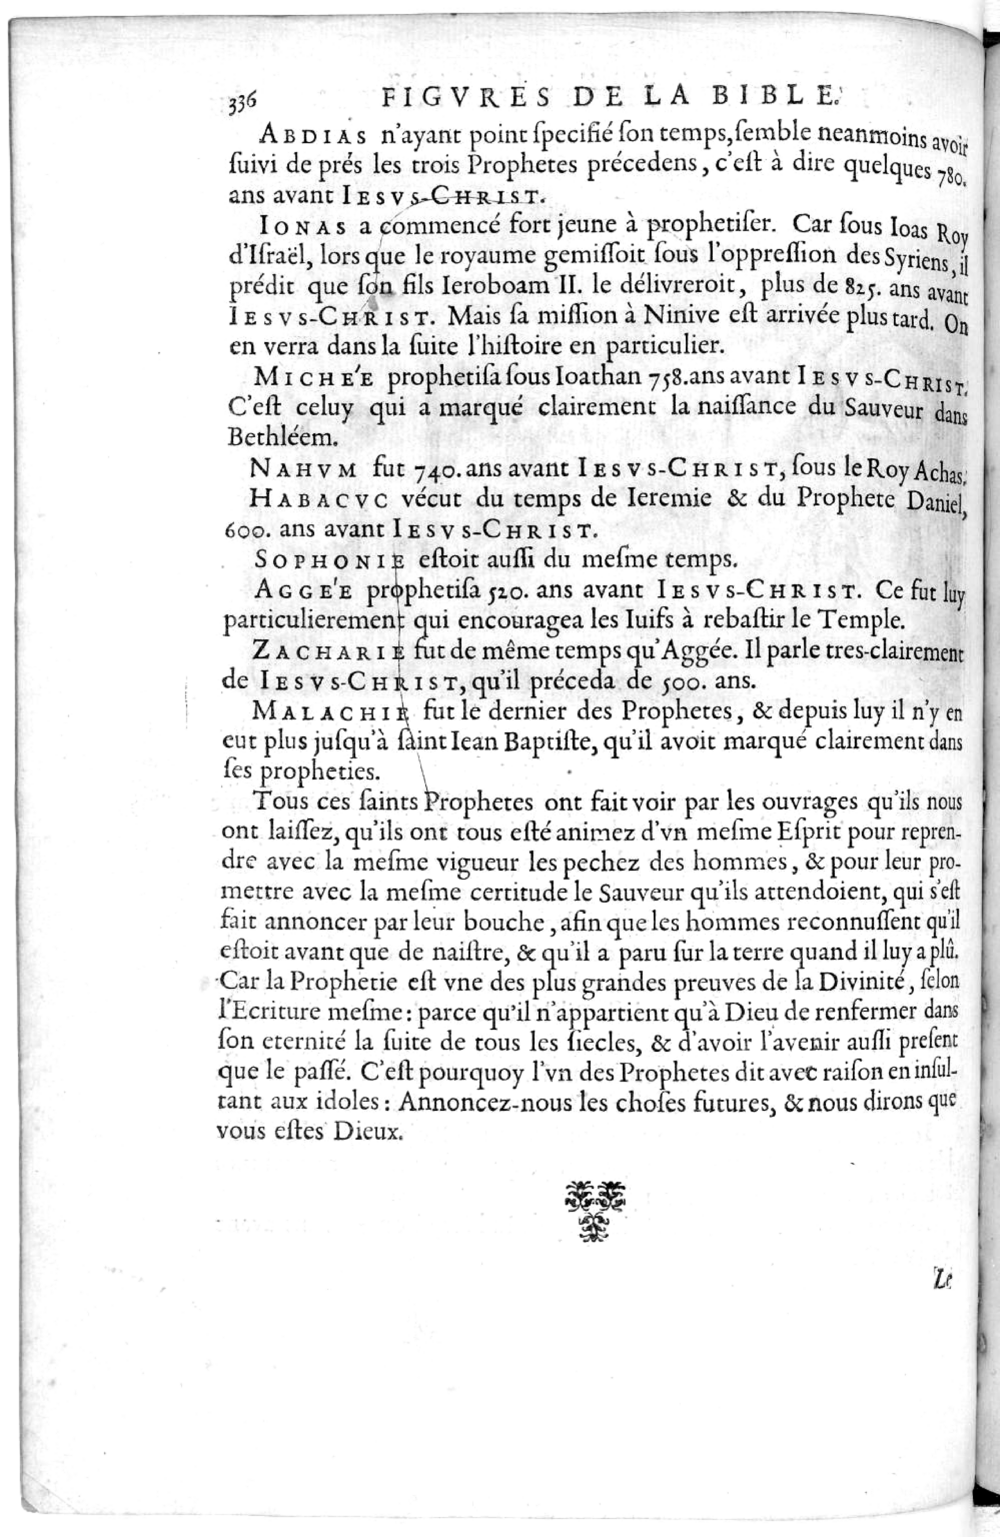 336 FIGVRES DE LA BIBLE.
ABDIAS n'ayant point ſpecifié ſon temps, ſemble neanmoins avoir
ſuivi de prés les trois Prophetes précedens, c'eſt à dire quelques 780.
ans avant IESVS-CHRIST.
IONAS a commencé fort jeune à prophetiſer. Car ſous Ioas Roy
d'Iſraël, lors que le royaume gemiſſoit ſous l'oppreſſion des Syriens, il
prédit que ſon fils Ieroboam II. le délivreroit, plus de 825. ans avant
IESVS-CHRIST. Mais ſa miſſion à Ninive eſt arrivée plus tard. On
en verra dans la ſuite l'hiſtoire en particulier.
MICHE'E prophetiſa ſous Ioathan 758. ans avant IESVS-CHRIST.
C'eſt celuy qui a marqué clairement la naiſſance du Sauveur dans
Bethléem.
NAHVM fut 740. ans avant IESVS-CHRIST, ſous le Roy Achas.
HABACVC vécut du temps de Ieremie & du Prophete Daniel,
600. ans avant IESVS-CHRIST.
SOPHONIE eſtoit auſſi du meſme temps.
AGGE'E prophetiſa 520. ans avant IESVS-CHRIST. Ce fut luy
particulierement qui encouragea les Iuifs à rebaſtir le Temple.
ZACHARIE fut de même temps qu'Aggée. Il parle tres-clairement
de IESVS-CHRIST, qu'il préceda de 500. ans.
MALACHIE fut le dernier des Prophetes, & depuis luy il n'y en
eut plus juſqu'à ſaint Iean Baptiſte, qu'il avoit marqué clairement dans
ſes propheties.
Tous ces ſaints Prophetes ont fait voir par les ouvrages qu'ils nous
ont laiſſez, qu'ils ont tous eſté animez d'vn meſme Eſprit pour repren-
dre avec la meſme vigueur les pechez des hommes, & pour leur pro-
mettre avec la meſme certitude le Sauveur qu'ils attendoient, qui s'eſt
fait annoncer par leur bouche, afin que les hommes reconnuſſent qu'il
eſtoit avant que de naiſtre, & qu'il a paru ſur la terre quand il luy a plû.
Car la Prophetie eſt vne des plus grandes preuves de la Divinité, ſelon
l'Ecriture meſme: parce qu'il n'appartient qu'à Dieu de renfermer dans
ſon eternité la ſuite de tous les ſiecles, & d'avoir l'avenir auſſi preſent
que le paſſé. C'eſt pourquoy l'vn des Prophetes dit avec raiſon en inſul-
tant aux idoles: Annoncez-nous les choſes futures, & nous dirons que
vous eſtes Dieux.
Le